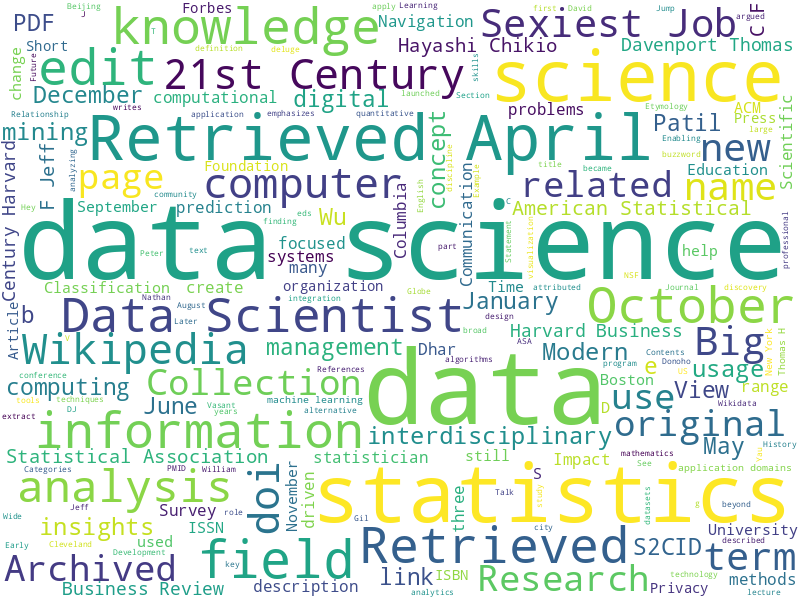 PDF
J
Beijing
Forbes
Learning
apply
first
David
Jump
argued
C F
knowledge
T
Navigation
Sexiest Job
Short
Future
definition
deluge
Hayashi Chikio
Davenport Thomas
change
edit
21st Century
skills
science
December
computational
digital
writes
launched
Section
problems
Etymology
ACM
Press
large
Scientific
Relationship
application
emphasizes
quantitative
mining
Retrieved April
concept
Patil
Enabling
new
buzzword
Century Harvard
F Jeff
analyzing
page
Foundation
computer
Education
related
name
community
English
discipline
Example
title
became
Hey
September
prediction
Wu
Columbia
Communication
American Statistical
finding
eds
C
data science
Peter
text
focused
systems
part
Statement
visualization
help
professional
Classification
create
many
organization
Time
attributed
NSF
Journal
discovery
Nathan
August
Globe
January
October
integration
Later
design
Article
b
Data Scientist
broad
Harvard Business
Big
New York
Thomas H
V
ASA
Wikipedia
management
Dhar
algorithms
Modern
Contents
Donoho
conference
References
data
e
usage
US
computing
Collection
program
Boston
use
View
range
tools
techniques
machine learning
D
Wikidata
DJ
June
Vasant
alternative
years
extract
information
interdisciplinary
original
May
History
Statistical Association
statistician
still
mathematics
You
Categories
PMID
William
Impact
See
application domains
analysis
doi
November
driven
S
statistics
Talk
study
datasets
beyond
Jeff
Survey
role
three
Wide
insights
ISSN
Gil
city
University
described
Early
Cleveland
used
Retrieved
S2CID
term
Development
key
Archived
field
link
ISBN
technology
methods
Business Review
description
analytics
Research
Privacy
lecture